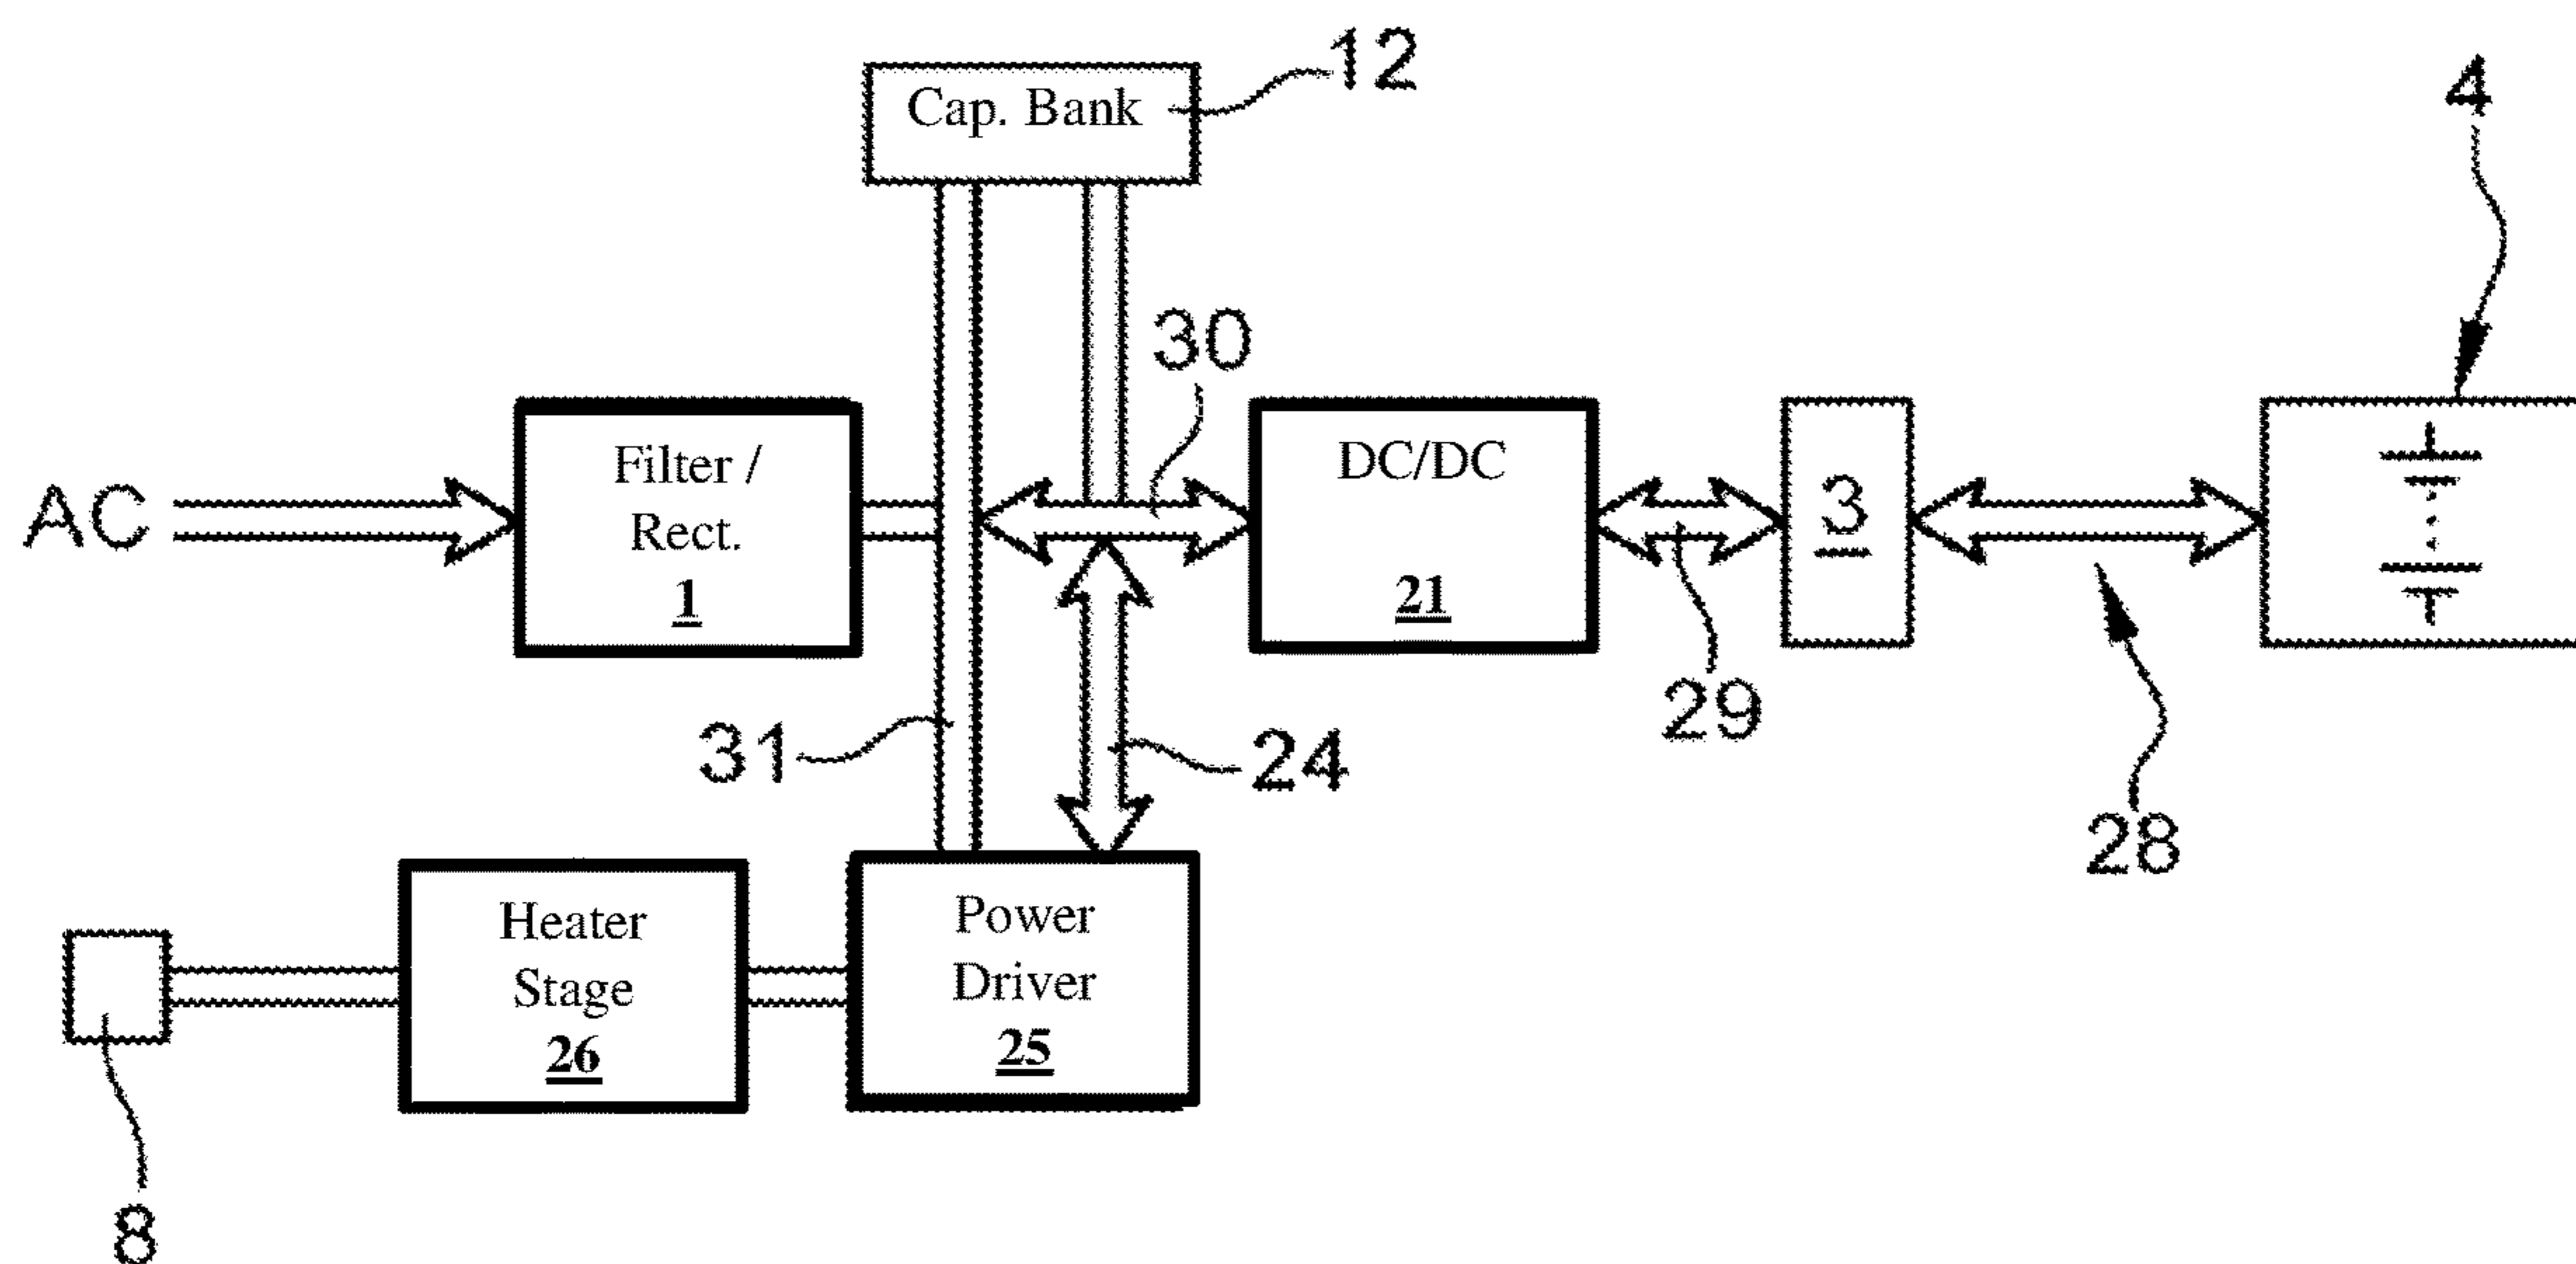 12
Cap. Bank
4
30
AC
Filter /
Rect.
1
DC/DC
21
3
29
31
24
28
Heater
Stage
26
Power
Driver
25
8